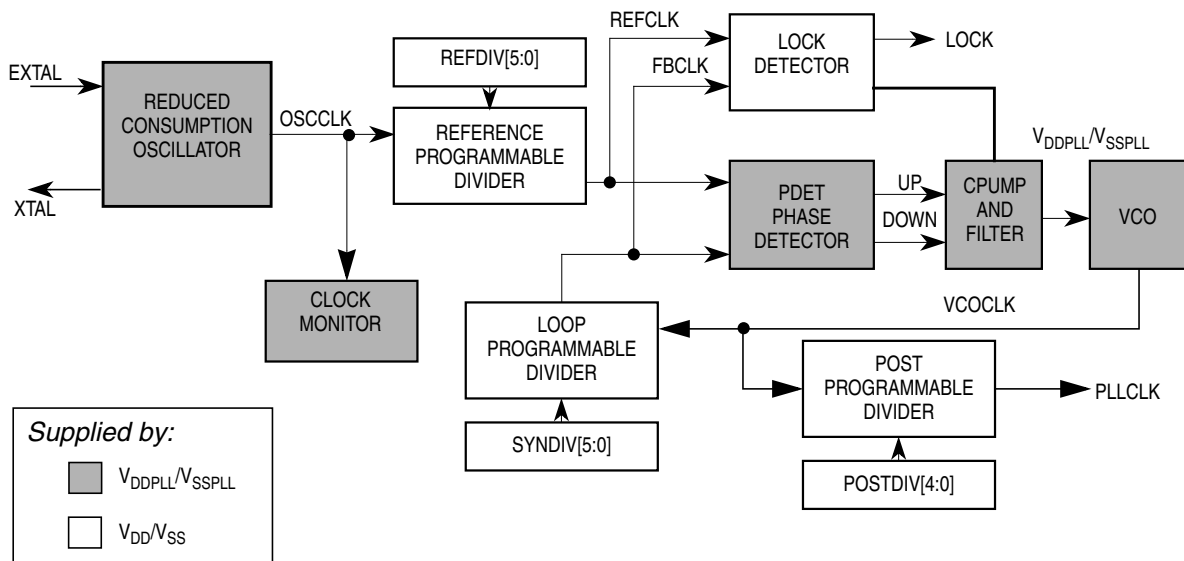 REFCLK
LOCK
DETECTOR
LOCK
REFDIV[5:0]
FBCLK
EXTAL
REDUCED
CONSUMPTION
OSCILLATOR
OSCCLK
REFERENCE
PROGRAMMABLE
DIVIDER
XTAL
VDDPLL/VSSPLL
PDET
PHASE
DETECTOR
UP
DOWN
CPUMP
AND
FILTER
VCO
CLOCK
MONITOR
VCOCLK
LOOP
PROGRAMMABLE
DIVIDER
SYNDIV[5:0]
POST
PROGRAMMABLE
DIVIDER
PLLCLK
POSTDIV[4:0]
Supplied by:
VDDPLL/VSSPLL
VDD/VSS